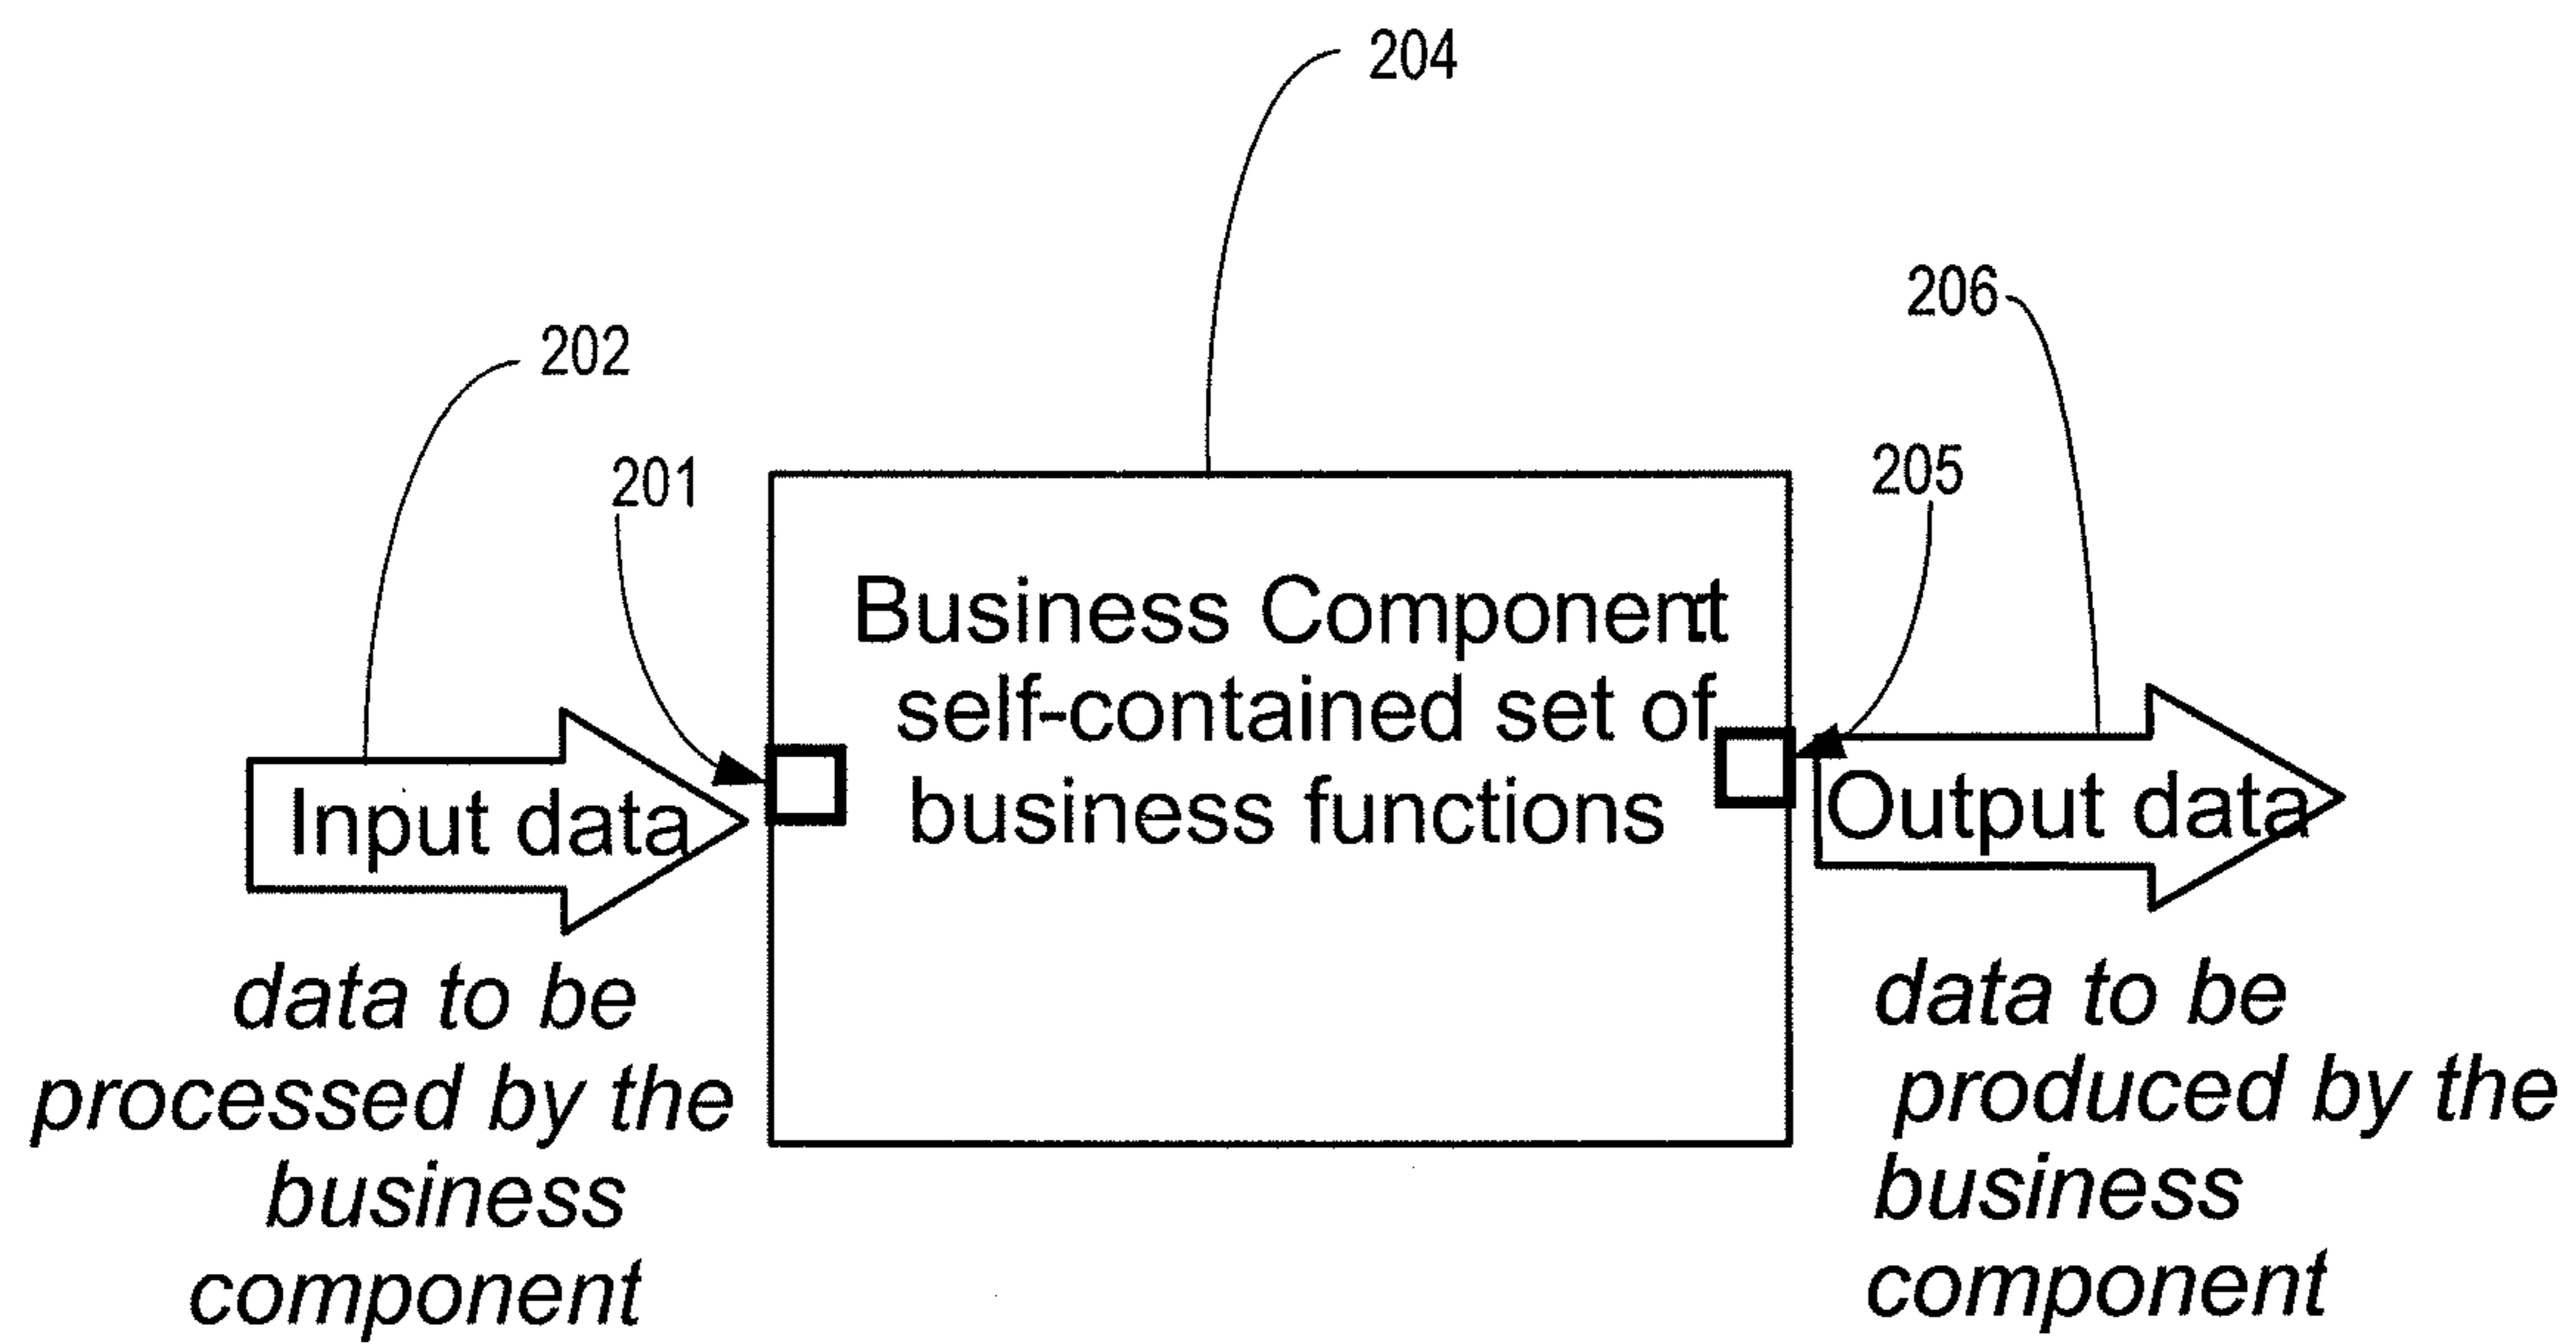 204
206
202
201
205
Business Component
self-contained set of
business functions
Input data
Output data
data to be
processed by the
business
component
data to be
produced by the
business
component